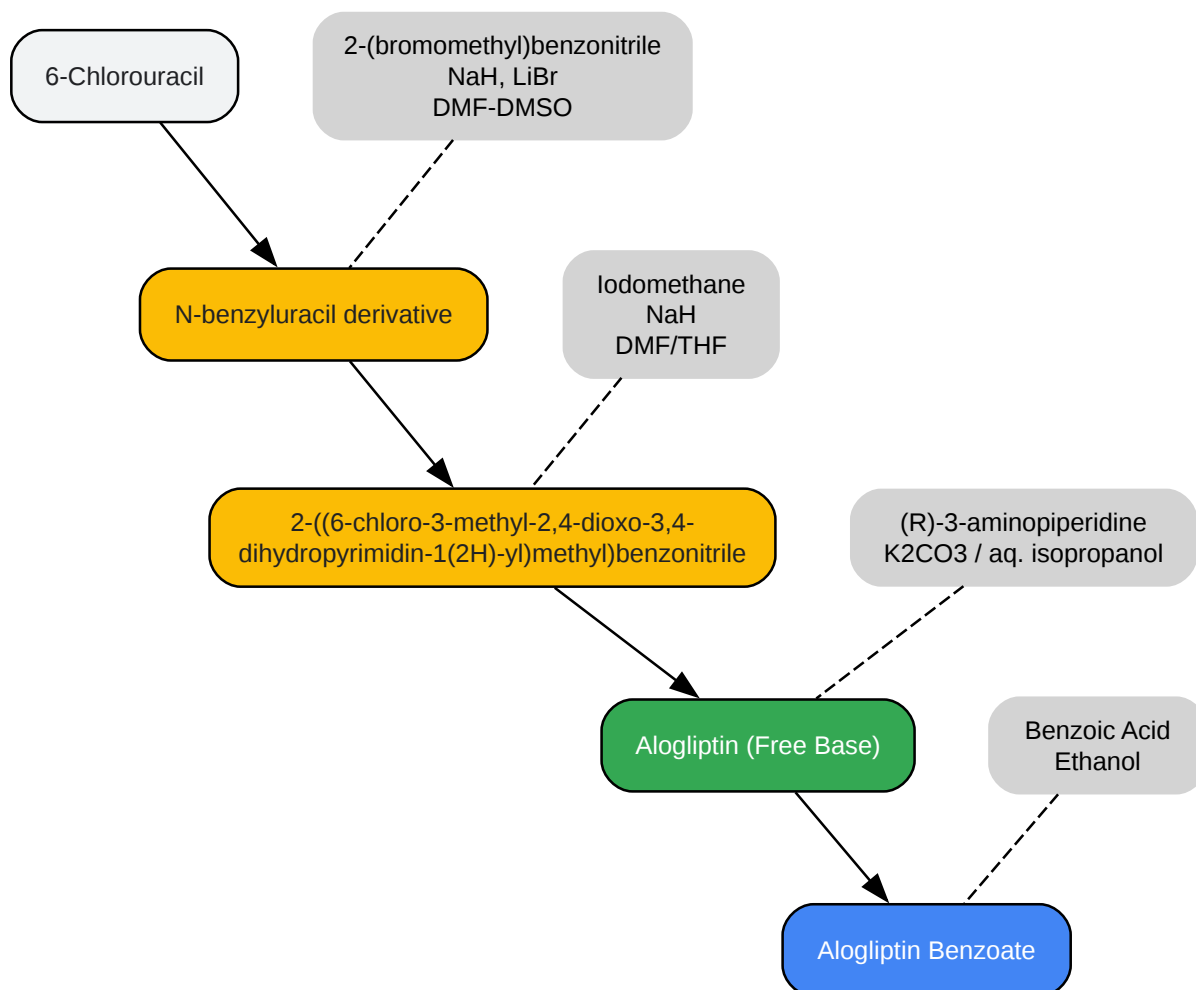 6-Chlorouracil
2-(bromomethyl)benzonitrile
NaH, LiBr
DMF-DMSO
N-benzyluracil derivative
Iodomethane
NaH
DMF/THF
2-((6-chloro-3-methyl-2,4-dioxo-3,4-
dihydropyrimidin-1(2H)-yl)methyl)benzonitrile
(R)-3-aminopiperidine
K2CO3 / aq. isopropanol
Alogliptin (Free Base)
Benzoic Acid
Ethanol
Alogliptin Benzoate